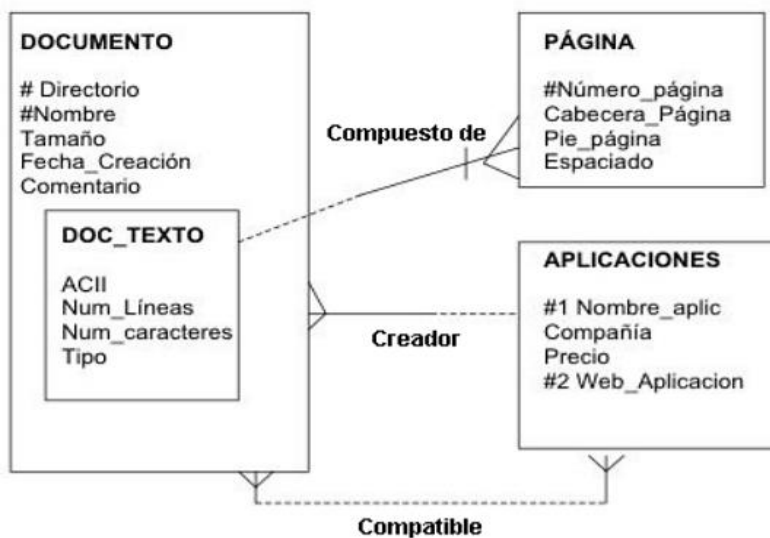 DOCUMENTO
# Directorio
#Nombre
Tamaño
Fecha_Creación
Comentario
DOC_TEXTO
ACII
Num_Líneas
Num_caracteres
Tipo
Compuesto de
PÁGINA
#Número_página
Cabecera_Página
Pie_página
Espaciado
Creador
APLICACIONES
#1 Nombre_aplic
Compañía
Precio
#2 Web_Aplicacion
Compatible